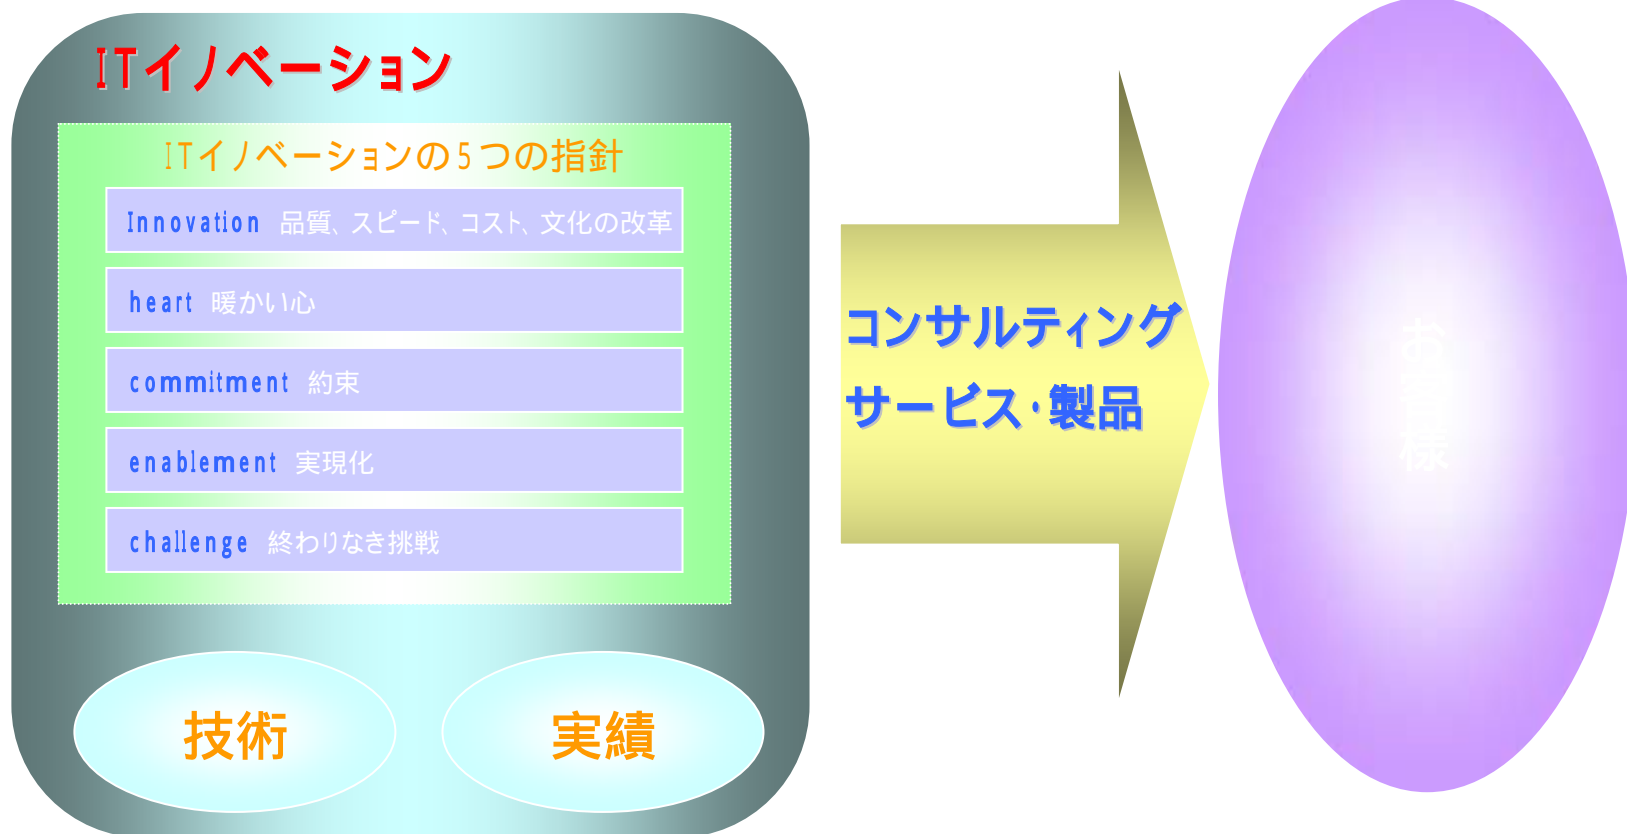 ITイノベーション
ITイノベーションの5つの指針
Innovation 品質、スピード、コスト、文化の改革
heart 暖かい心
commitment 約束
enablement 実現化
challenge 終わりなき挑戦
技術
実績
コンサルティング
サービス・製品
お
様